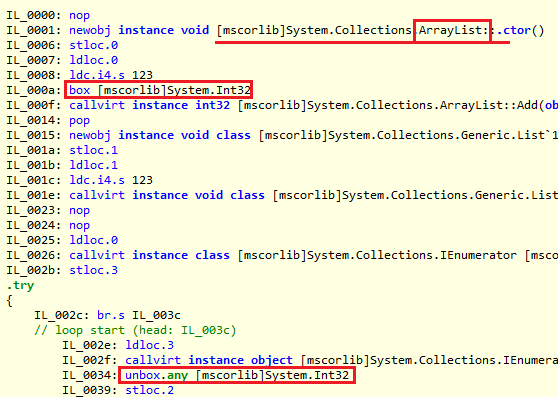 IL_0000: nop
IL_0001: newobj instance void [mscorlib]System.Collections.ArrayList::.ctor()
IL_0006: stloc.0
IL_0007: ldloc.0
IL_0008: ldc.i4.s 123
IL_000a: box [mscorlib]System.Int32
IL_000f: callvirt instance int32 [mscorlib]System.Collections.ArrayList::Add(ob
IL_0014: pop
IL_0015: newobj instance void class [mscorlib]System.Collections.Generic.List`1
IL_001a: stloc.1
IL_001b: ldloc.1
IL_001c: ldc.i4.s 123
IL_001e: callvirt instance void class [mscorlib]System.Collections.Generic.List
IL_0023: nop
IL_0024: nop
IL_0025: ldloc.0
IL_0026: callvirt instance class [mscorlib]System.Collections.IEnumerator [msco
IL_002b: stloc.3
.try
{
IL_002c: br.s IL_003c
// loop start (head: IL_003c)
IL_002e: ldloc.3
IL_002f: callvirt instance object [mscorlib]System.Collections.IEnumera
IL_0034: unbox.any [mscorlib]System.Int32
IL_0039: stloc.2